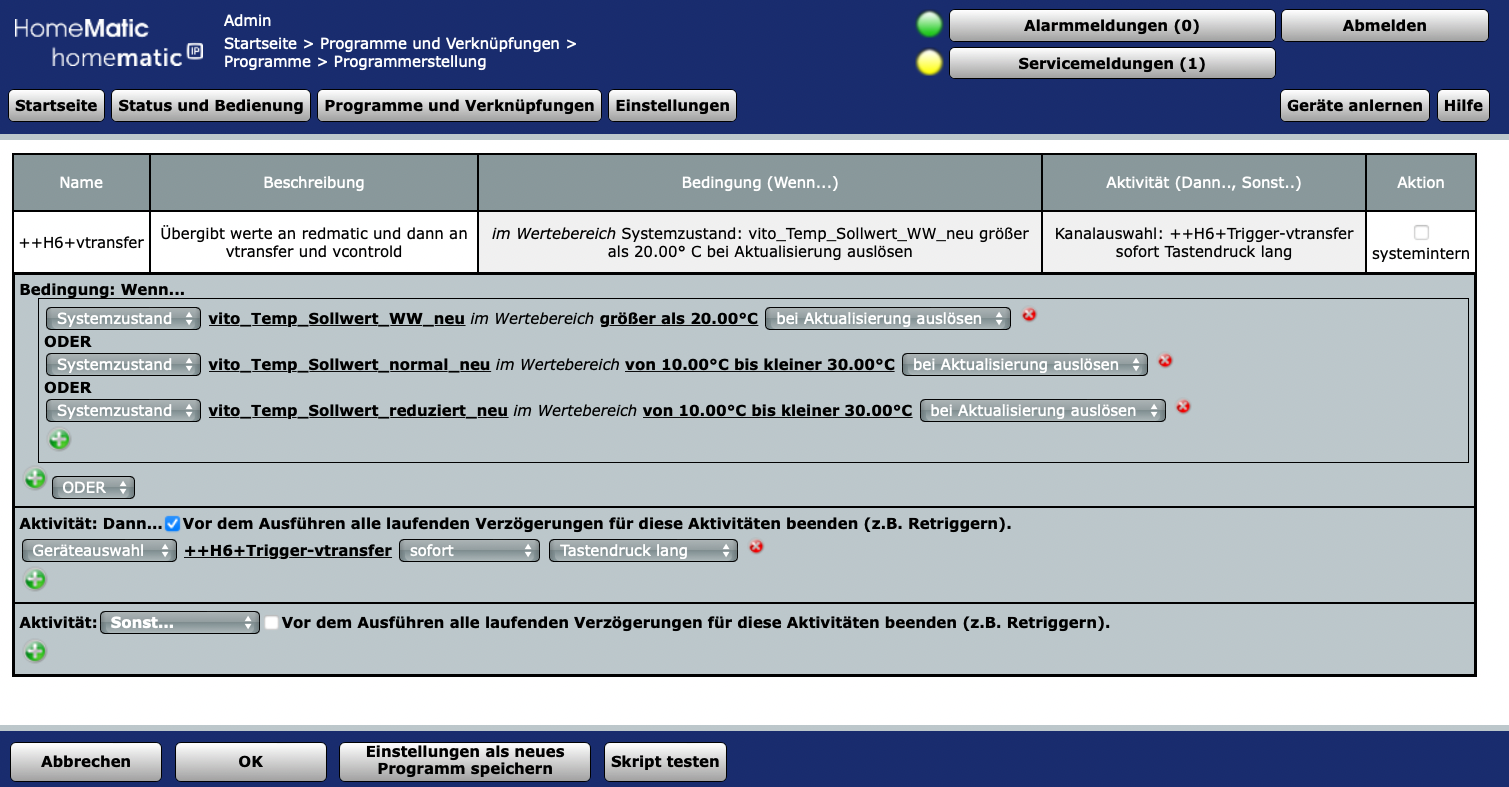 HomeMatic
homematic IP
Admin
Startseite > Programme und Verknüpfungen >
Programme > Programmerstellung
Alarmmeldungen (0)
Abmelden
Servicemeldungen (1)
Startseite
Status und Bedienung
Programme und Verknüpfungen
Einstellungen
Geräte anlernen
Hilfe
Name
Beschreibung
Bedingung (Wenn...)
Aktivität (Dann.., Sonst..)
Aktion
++H6+vtransfer
Übergibt werte an redmatic und dann an
vtransfer und vcontrold
im Wertebereich Systemzustand: vito_Temp_Sollwert_WW_neu größer
als 20.00° C bei Aktualisierung auslösen
Kanalauswahl: ++H6+Trigger-vtransfer
sofort Tastendruck lang
systemintern
Bedingung: Wenn...
Systemzustand vito_Temp_Sollwert_WW_neu im Wertebereich größer als 20.00°C bei Aktualisierung auslösen
ODER
Systemzustand vito_Temp_Sollwert_normal_neu im Wertebereich von 10.00°C bis kleiner 30.00°C bei Aktualisierung auslösen
ODER
Systemzustand vito_Temp_Sollwert_reduziert_neu im Wertebereich von 10.00°C bis kleiner 30.00°C bei Aktualisierung auslösen
ODER
Aktivität: Dann... Vor dem Ausführen alle laufenden Verzögerungen für diese Aktivitäten beenden (z.B. Retriggern).
Geräteauswahl ++H6+Trigger-vtransfer sofort Tastendruck lang
Aktivität: Sonst... Vor dem Ausführen alle laufenden Verzögerungen für diese Aktivitäten beenden (z.B. Retriggern).
Abbrechen
OK
Einstellungen als neues
Programm speichern
Skript testen